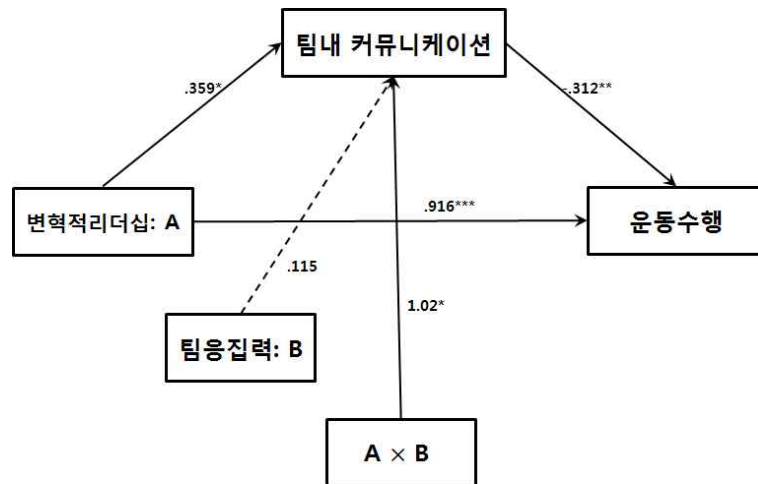 팀내 커뮤니케이션
.359*
-.312**
변혁적리더십: A
.916***
운동수행
.115
팀응집력: B
1.02*
A × B